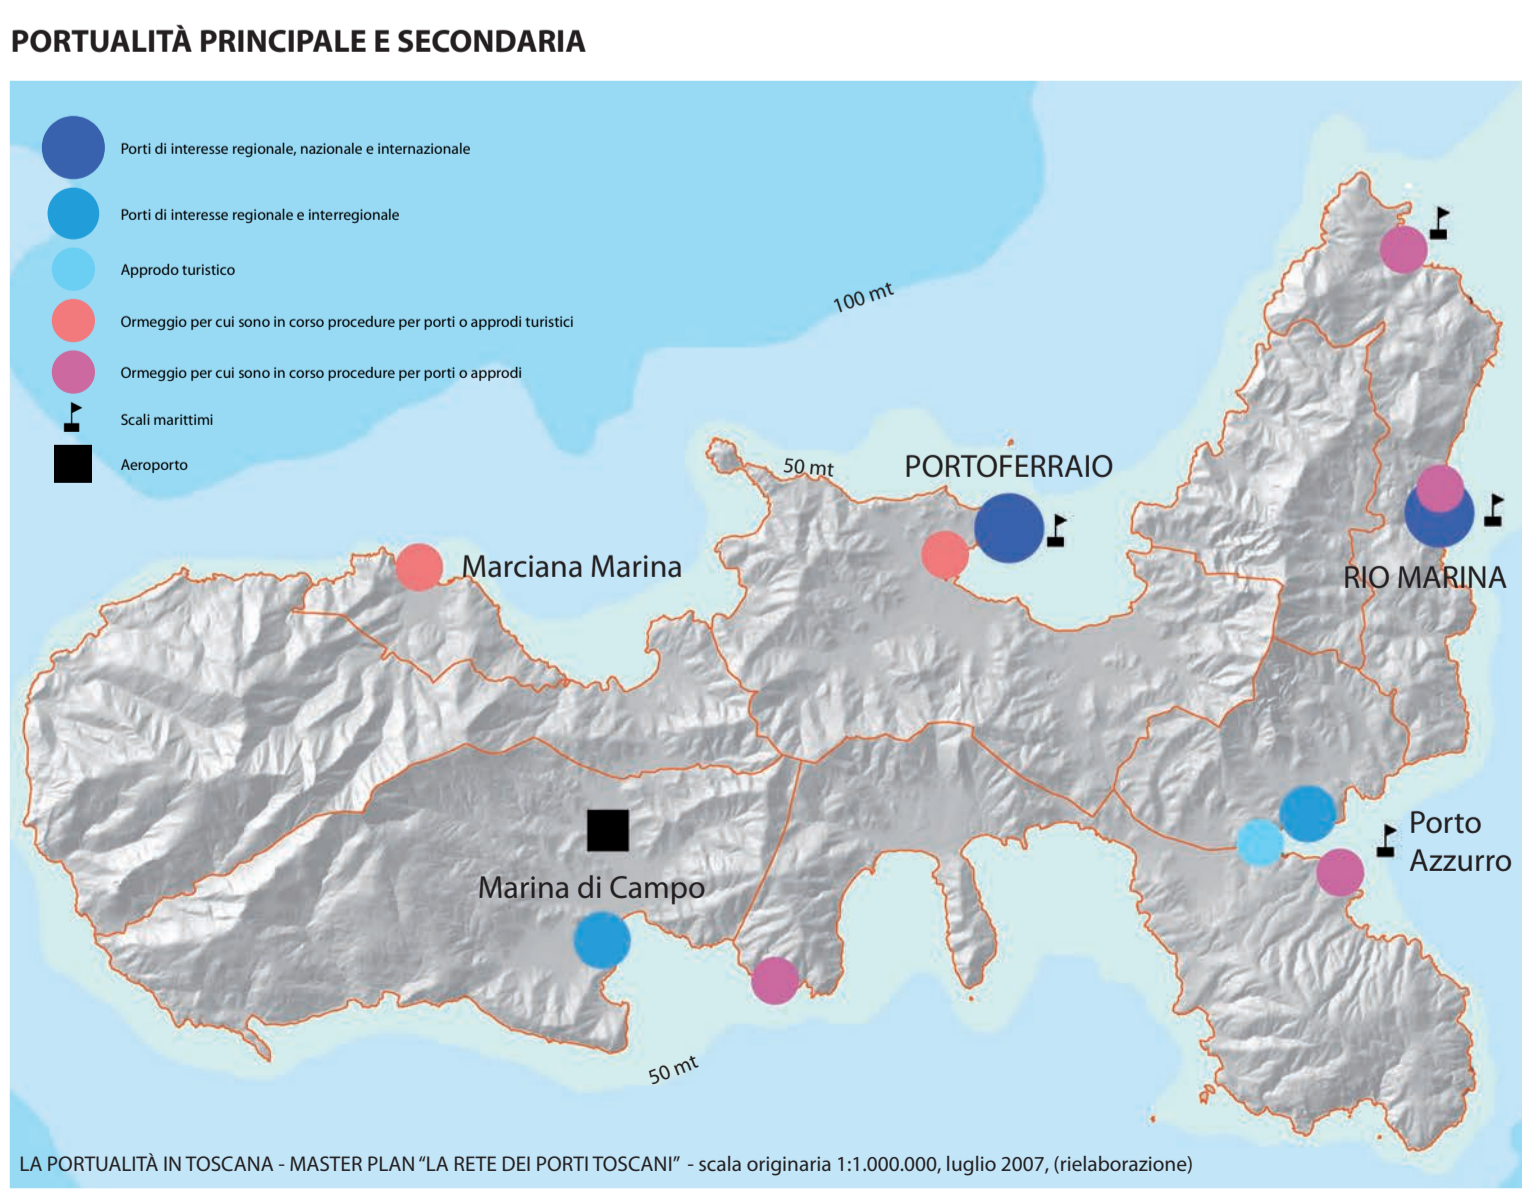 PORTUALITÀ PRINCIPALE E SECONDARIA
Porti di interesse regionale, nazionale e internazionale
Porti di interesse regionale e interregionale
Approdo turistico
Ormeggio per cui sono in corso procedure per porti o approdi turistici
Ormeggio per cui sono in corso procedure per porti o approdi
Scali marittimi
Aeroporto
100 mt
50 mt
PORTOFERRAIO
Marciana Marina
RIO MARINA
Porto
Azzurro
Marina di Campo
50 mt
LA PORTUALITÀ IN TOSCANA - MASTER PLAN “LA RETE DEI PORTI TOSCANI” - scala originaria 1:1.000.000, luglio 2007, (rielaborazione)